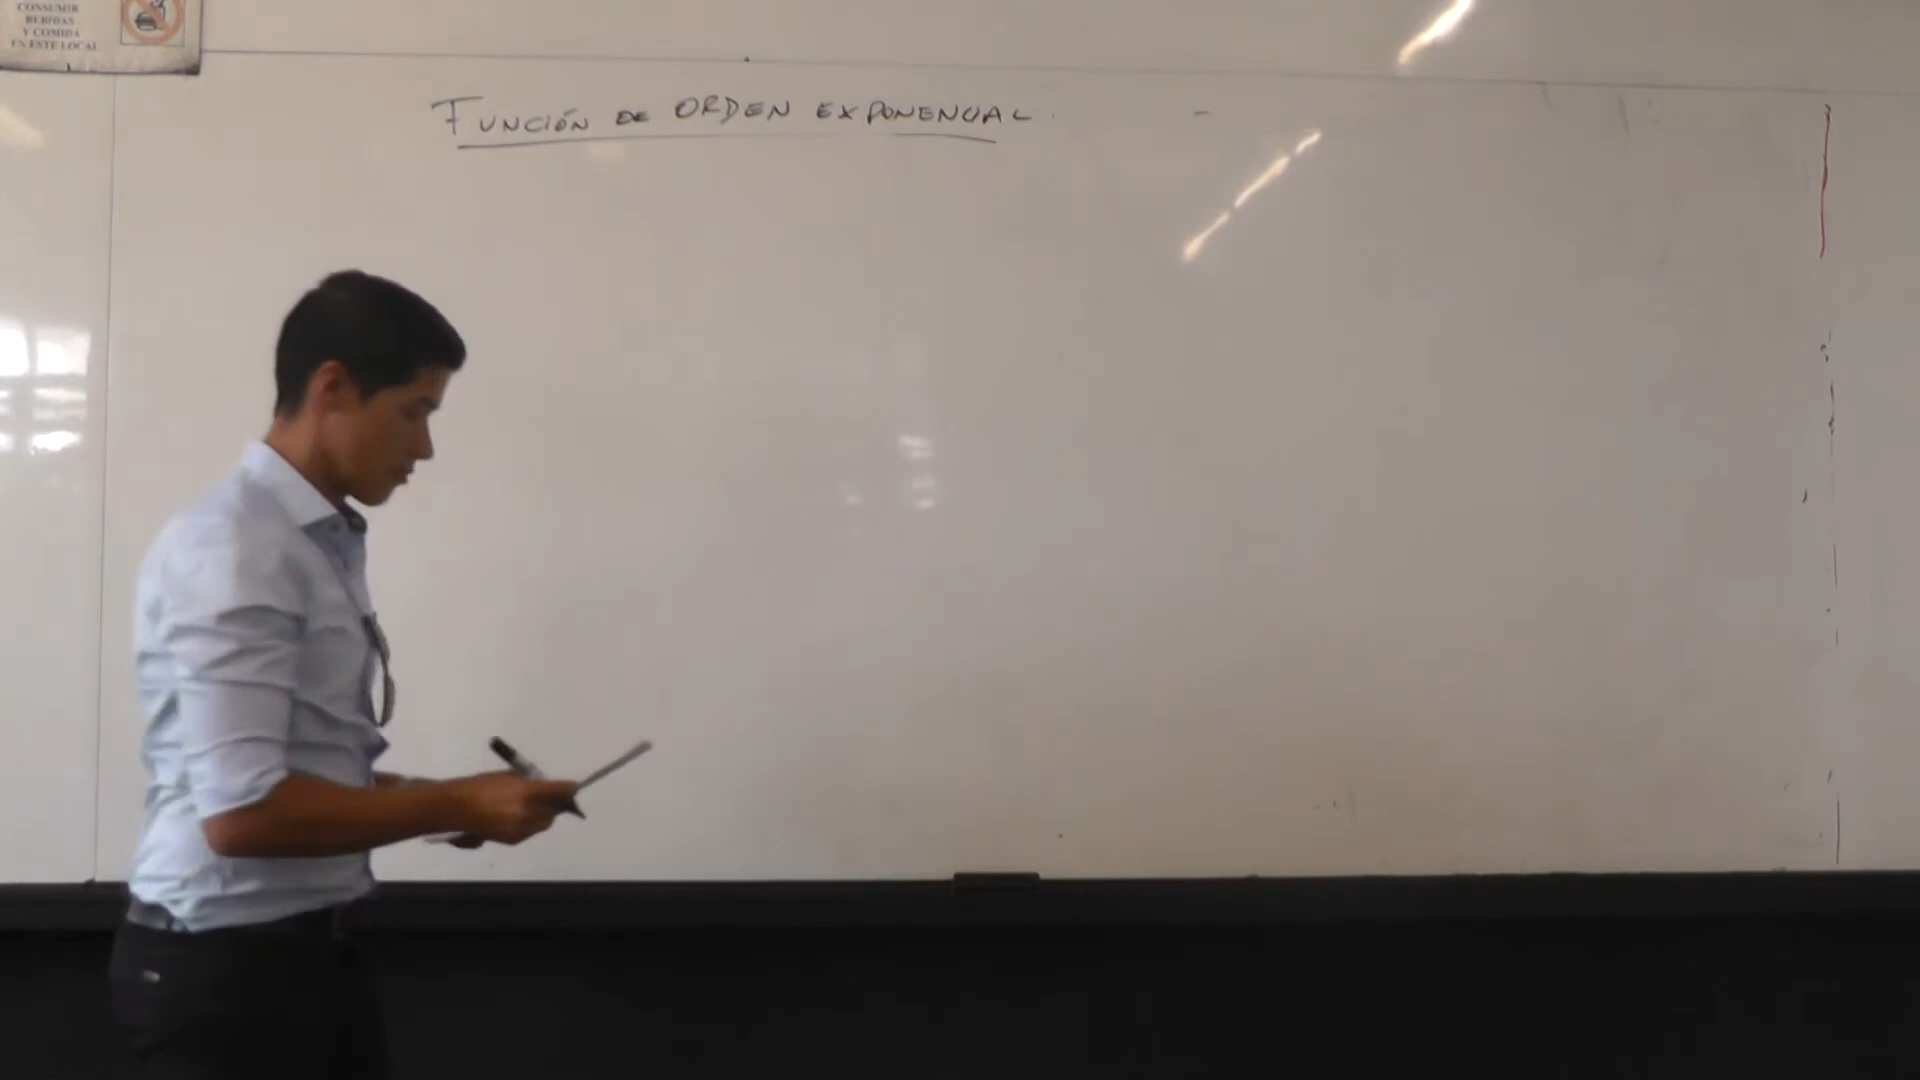 CONSUMIR
BEBIDAS
Y COMIDA
EN ESTE LOCAL
FUNCIÓN DE ORDEN EXPONENCIAL.